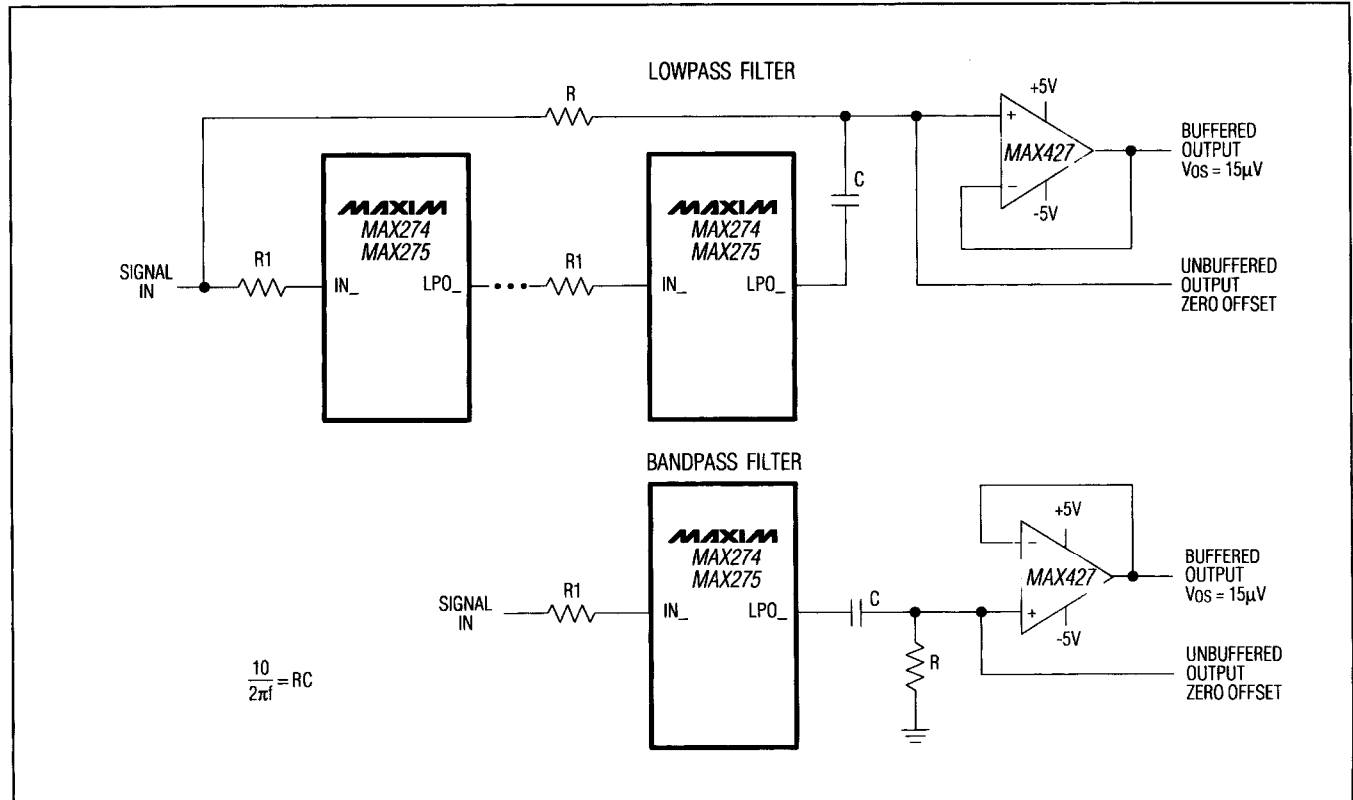 LOWPASS FILTER
R
+5V
+
MAX427
-
-5V
BUFFERED
OUTPUT
VOS = 15µV
C
MAXIM
MAX274
MAX275
MAXIM
MAX274
MAX275
SIGNAL
IN
R1
IN_
LPO_
•••
R1
IN_
LPO_
UNBUFFERED
OUTPUT
ZERO OFFSET
BANDPASS FILTER
MAXIM
MAX274
MAX275
+5V
-
MAX427
+
-5V
BUFFERED
OUTPUT
VOS = 15µV
SIGNAL
IN
R1
IN_
LPO_
C
R
UNBUFFERED
OUTPUT
ZERO OFFSET
10
2πf
=RC